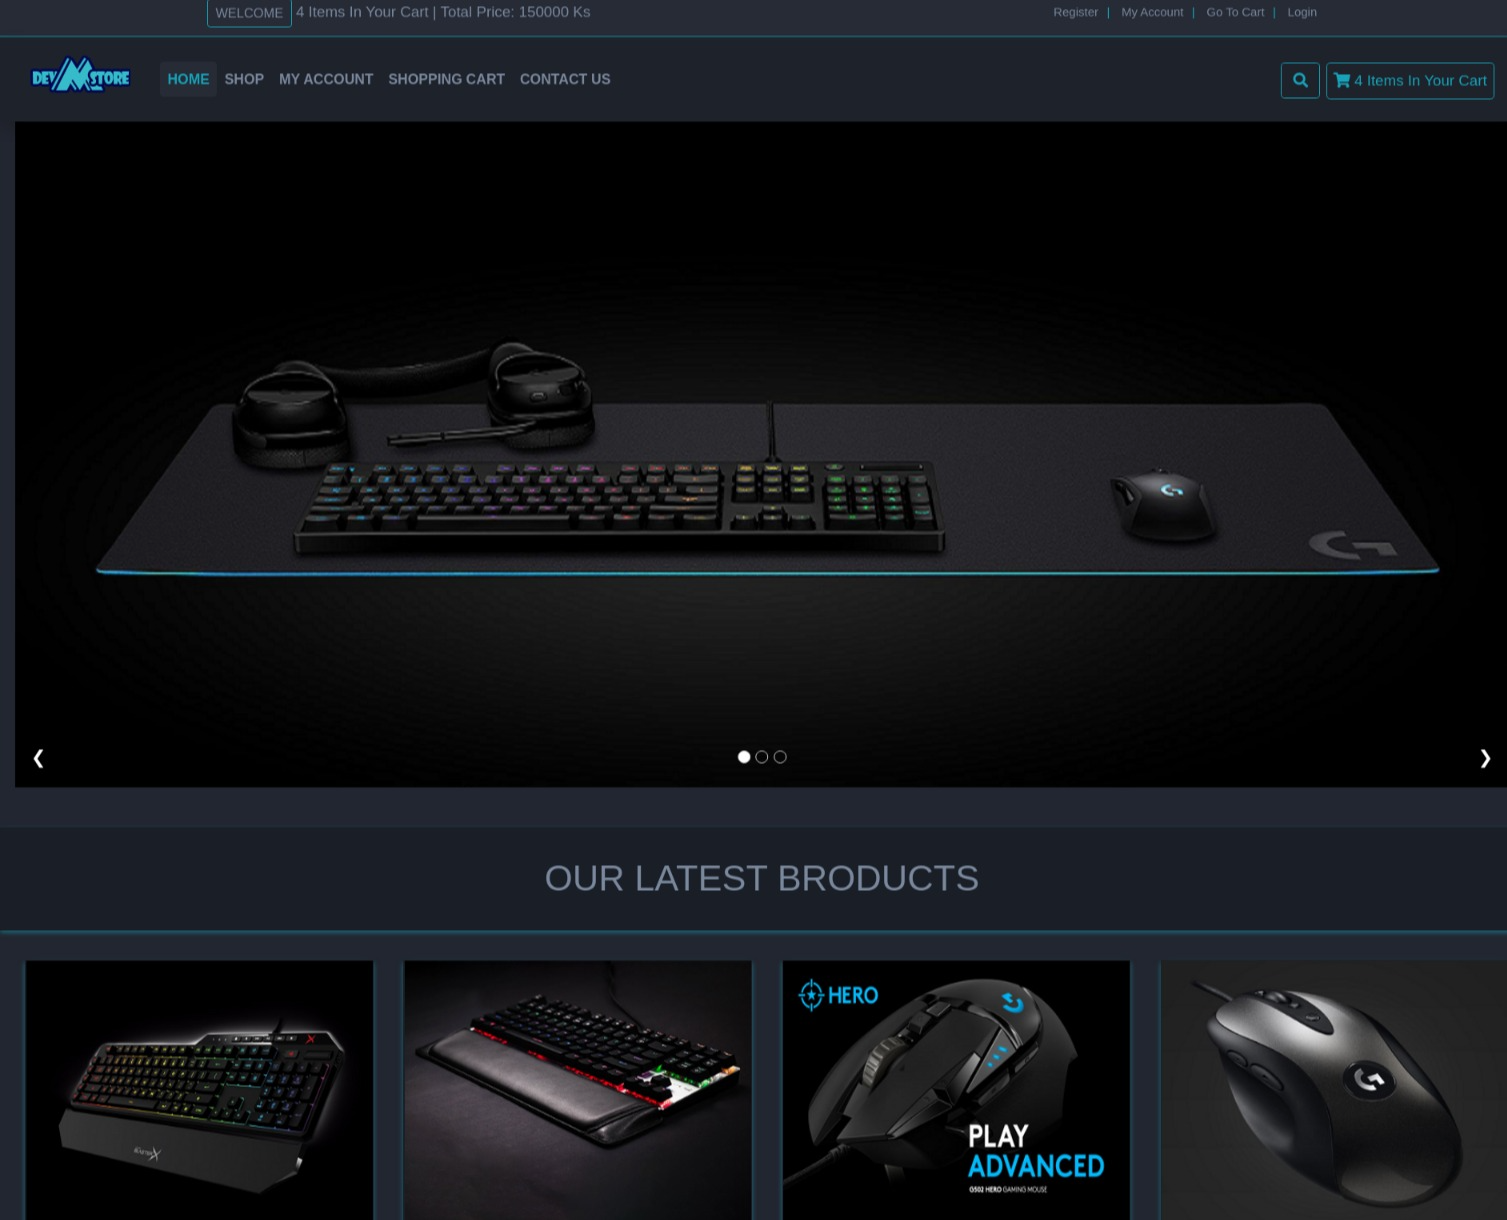 WELCOME 4 Items In Your Cart | Total Price: 150000 Ks
Register | My Account | Go To Cart | Login
DEV M STORE
HOME SHOP MY ACCOUNT SHOPPING CART CONTACT US
4 Items In Your Cart
❮ ❯
OUR LATEST BRODUCTS
HERO
PLAY
ADVANCED
G502 HERO GAMING MOUSE